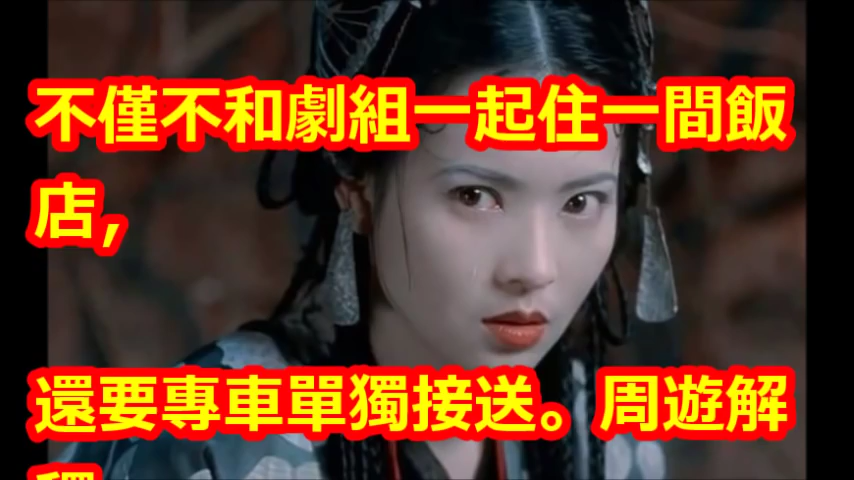 不僅不和劇組一起住一間飯
店，
還要專車單獨接送。周遊解